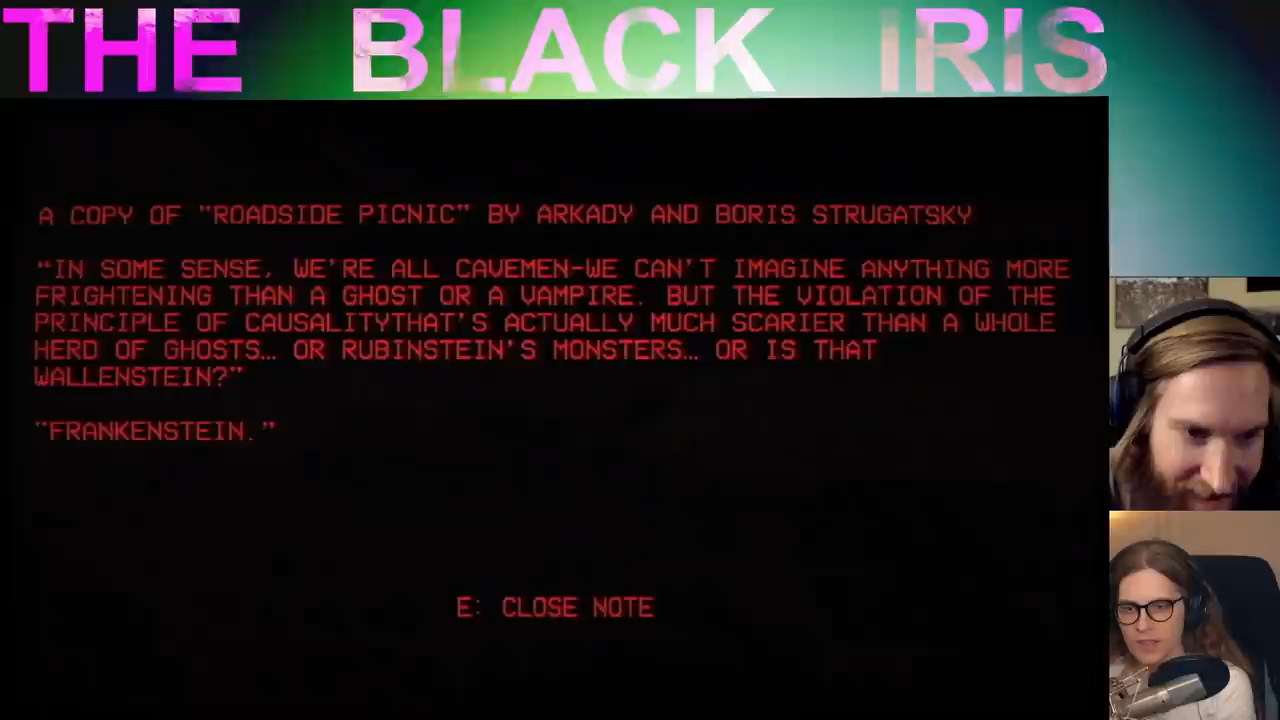 THE BLACK IRIS
A COPY OF "ROADSIDE PICNIC" BY ARKADY AND BORIS STRUGATSKY
"IN SOME SENSE, WE'RE ALL CAVEMEN-WE CAN'T IMAGINE ANYTHING MORE
FRIGHTENING THAN A GHOST OR A VAMPIRE. BUT THE VIOLATION OF THE
PRINCIPLE OF CAUSALITYTHAT'S ACTUALLY MUCH SCARIER THAN A WHOLE
HERD OF GHOSTS… OR RUBINSTEIN'S MONSTERS… OR IS THAT
WALLENSTEIN?"
"FRANKENSTEIN."
E: CLOSE NOTE